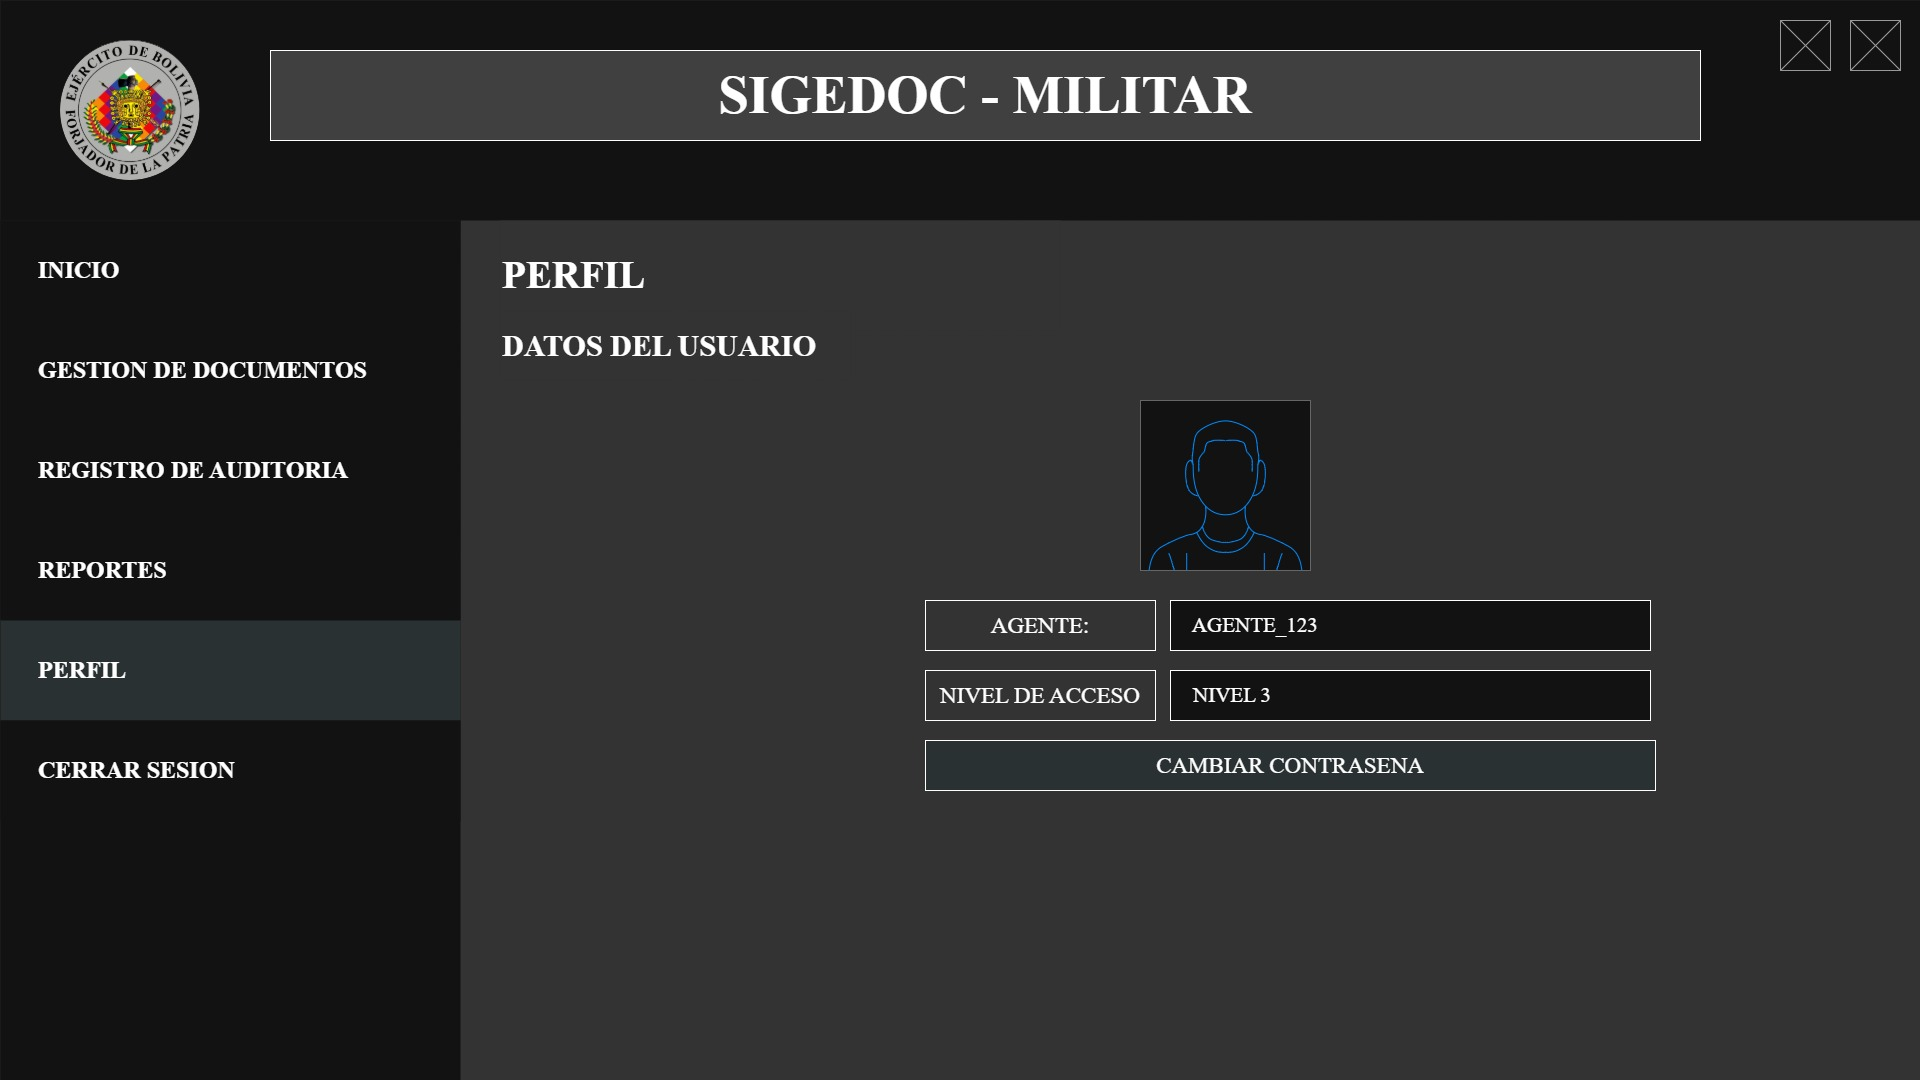 EJÉRCITO DE BOLIVIA
FORJADOR DE LA PATRIA
SIGEDOC - MILITAR
INICIO
GESTION DE DOCUMENTOS
REGISTRO DE AUDITORIA
REPORTES
PERFIL
CERRAR SESION
PERFIL
DATOS DEL USUARIO
AGENTE:
AGENTE_123
NIVEL DE ACCESO
NIVEL 3
CAMBIAR CONTRASENA